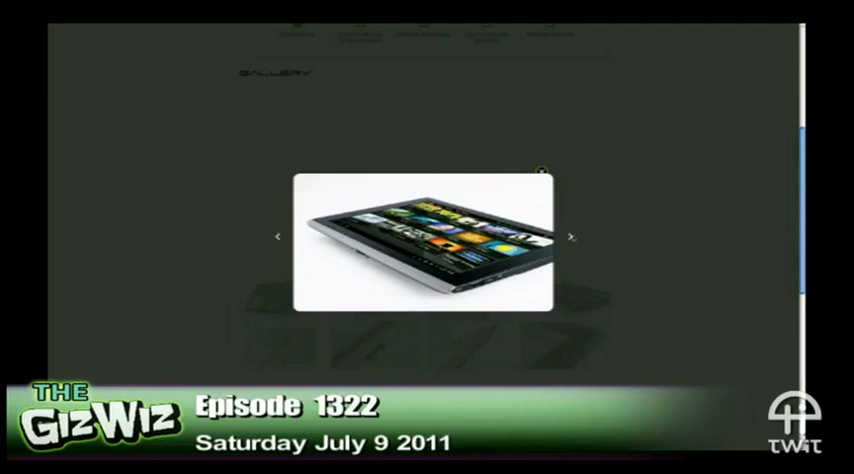 GALLERY
THE
GizWiz
Episode 1322
Saturday July 9 2011
TWiT